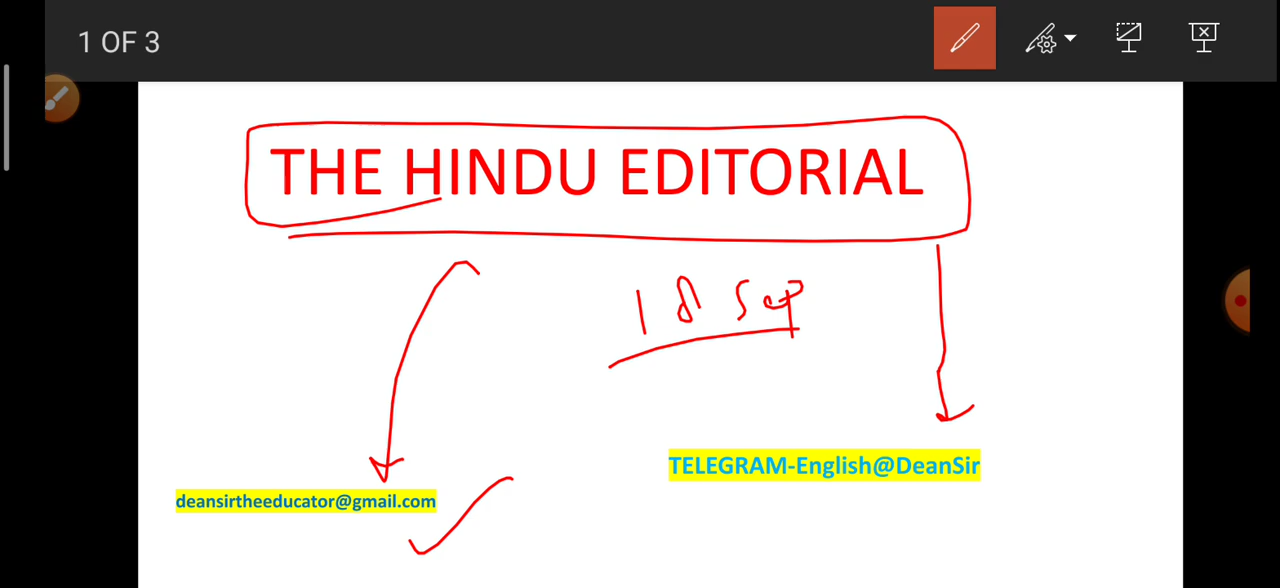 1 OF 3
THE HINDU EDITORIAL
18 Sep
TELEGRAM-English@DeanSir
deansirtheeducator@gmail.com